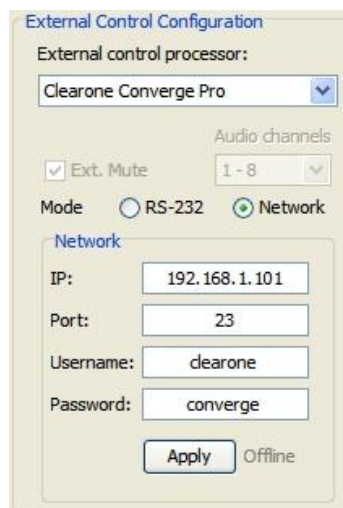 External Control Configuration
External control processor:
Clearone Converge Pro
Audio channels
Ext. Mute 1 - 8
Mode RS-232 Network
Network
IP: 192.168.1.101
Port: 23
Username: clearone
Password: converge
Apply Offline